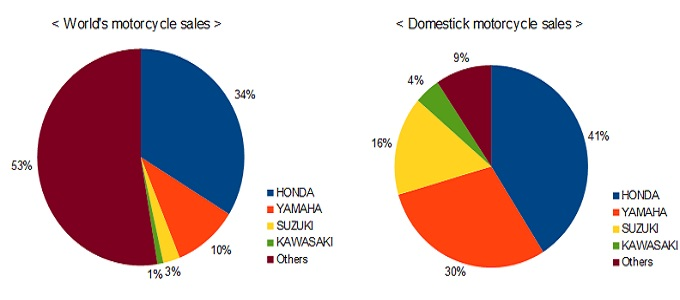 < World's motorcycle sales >
34%
53%
10%
1%
3%
HONDA
YAMAHA
SUZUKI
KAWASAKI
Others
< Domestick motorcycle sales >
9%
4%
41%
16%
30%
HONDA
YAMAHA
SUZUKI
KAWASAKI
Others